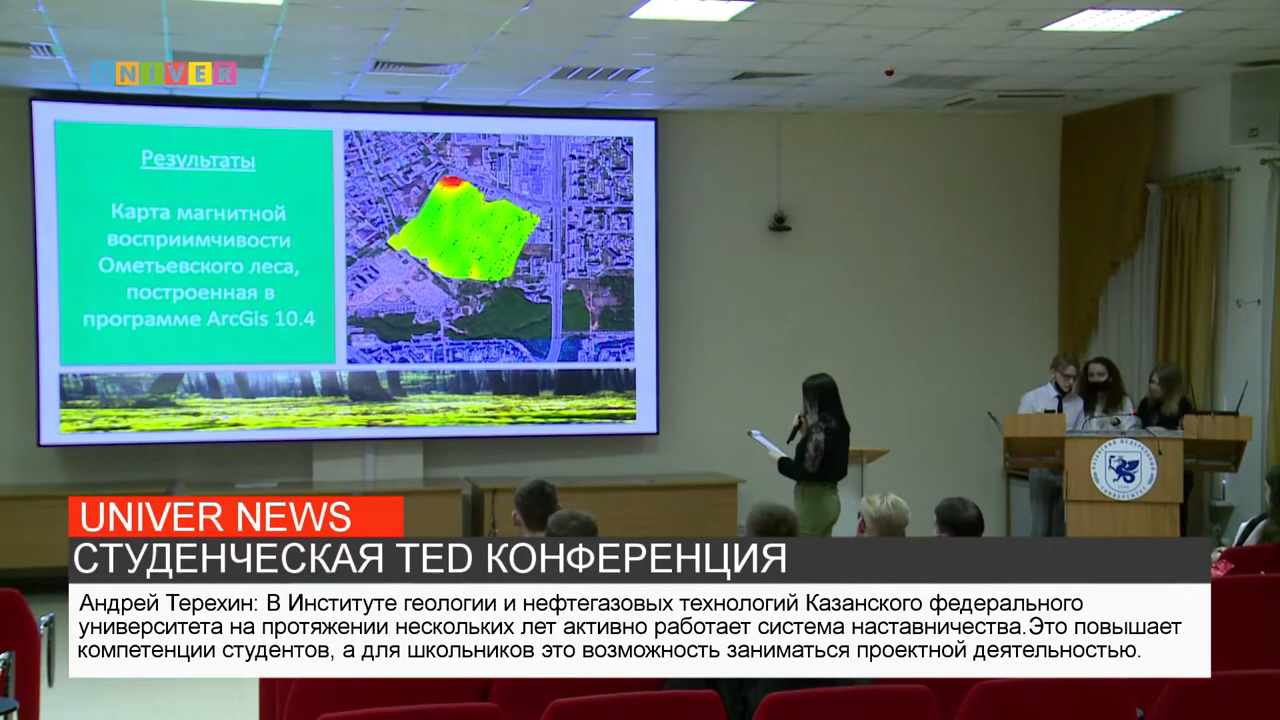 UNIVER
Результаты
Карта магнитной
восприимчивости
Ометьевского леса,
построенная в
программе ArcGis 10.4
UNIVER NEWS
СТУДЕНЧЕСКАЯ TED КОНФЕРЕНЦИЯ
Андрей Терехин: В Институте геологии и нефтегазовых технологий Казанского федерального
университета на протяжении нескольких лет активно работает система наставничества.Это повышает
компетенции студентов, а для школьников это возможность заниматься проектной деятельностью.